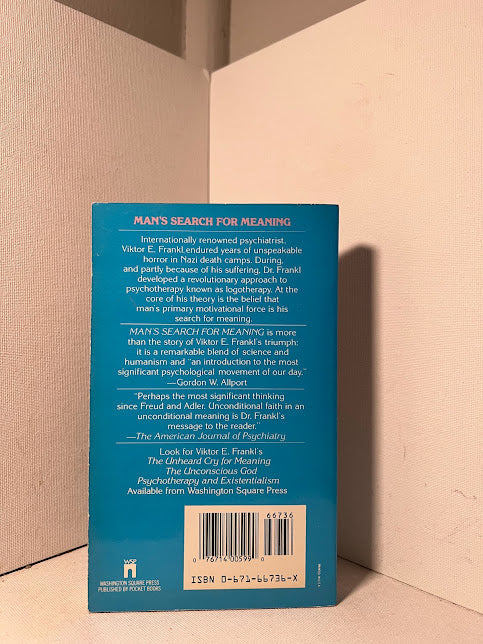 MAN'S SEARCH FOR MEANING
Internationally renowned psychiatrist,
Viktor E. Frankl endured years of unspeakable
horror in Nazi death camps. During,
and partly because of his suffering, Dr. Frankl
developed a revolutionary approach to
psychotherapy known as logotherapy. At the
core of his theory is the belief that
man's primary motivational force is his
search for meaning.
MAN'S SEARCH FOR MEANING is more
than the story of Viktor E. Frankl's triumph;
it is a remarkable blend of science and
humanism and "an introduction to the most
significant psychological movement of our day."
—Gordon W. Allport
"Perhaps the most significant thinking
since Freud and Adler. Unconditional faith in an
unconditional meaning is Dr. Frankl's
message to the reader."
—The American Journal of Psychiatry
Look for Viktor E. Frankl's
The Unheard Cry for Meaning
The Unconscious God
Psychotherapy and Existentialism
Available from Washington Square Press
66736
0 76714 00599 0
ISBN 0-671-66736-X
WSP
WASHINGTON SQUARE PRESS
PUBLISHED BY POCKET BOOKS